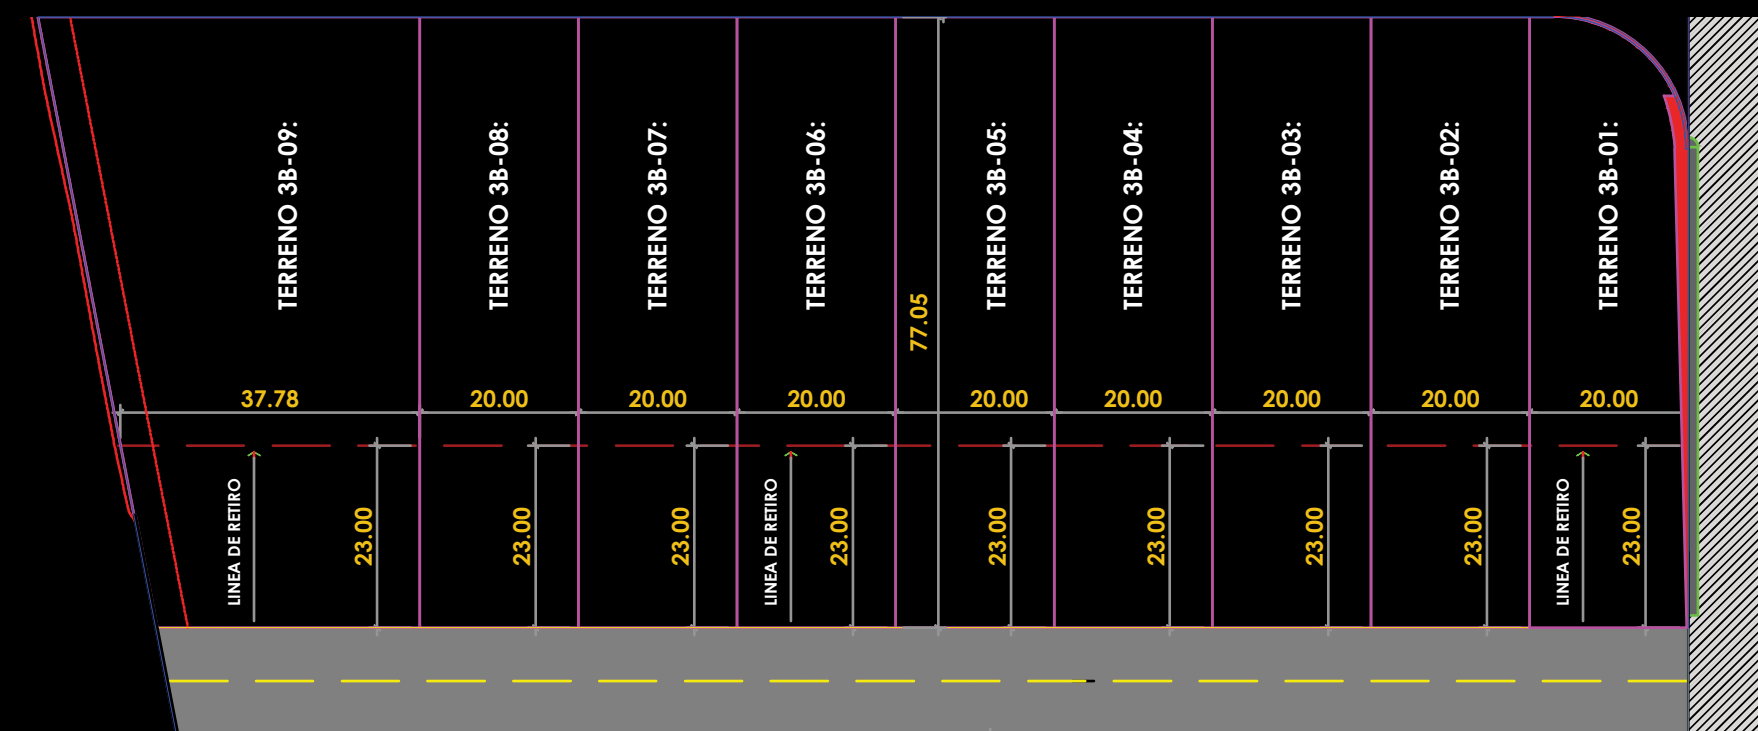 TERRENO 3B-09:
TERRENO 3B-08:
TERRENO 3B-07:
TERRENO 3B-06:
TERRENO 3B-05:
TERRENO 3B-04:
TERRENO 3B-03:
TERRENO 3B-02:
TERRENO 3B-01:
77.05
37.78
20.00
20.00
20.00
20.00
20.00
20.00
20.00
20.00
LINEA DE RETIRO
23.00
23.00
23.00
LINEA DE RETIRO
23.00
23.00
23.00
23.00
23.00
LINEA DE RETIRO
23.00